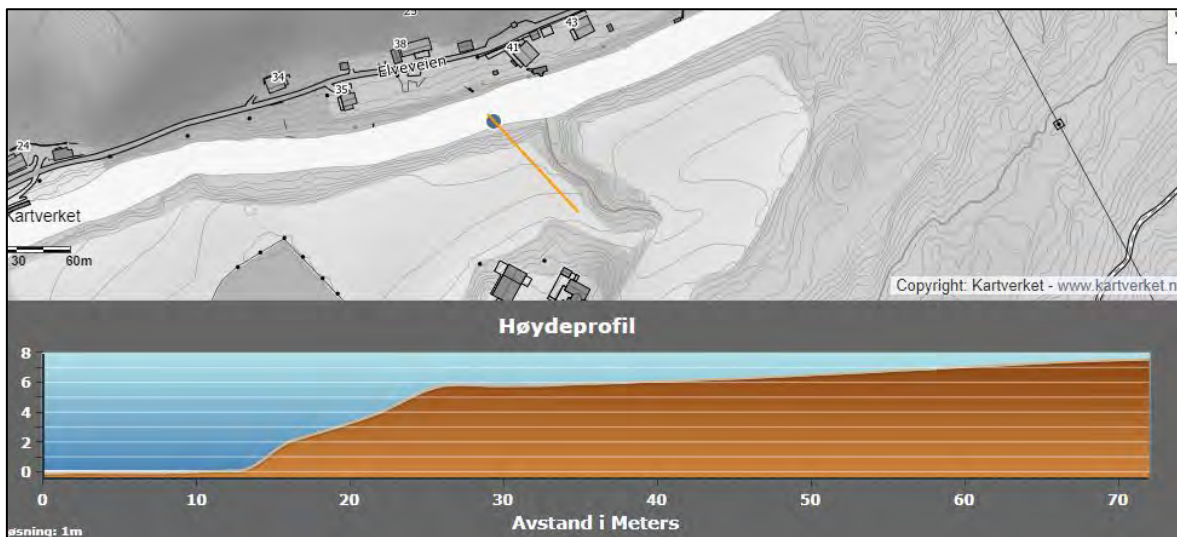 43
38
41
Elveveien
34
35
24
Kartverket
30 60m
Copyright: Kartverket - www.kartverket.n
Høydeprofil
8
6
4
2
0
0 10 20 30 40 50 60 70
Avstand i Meters
øsning: 1m